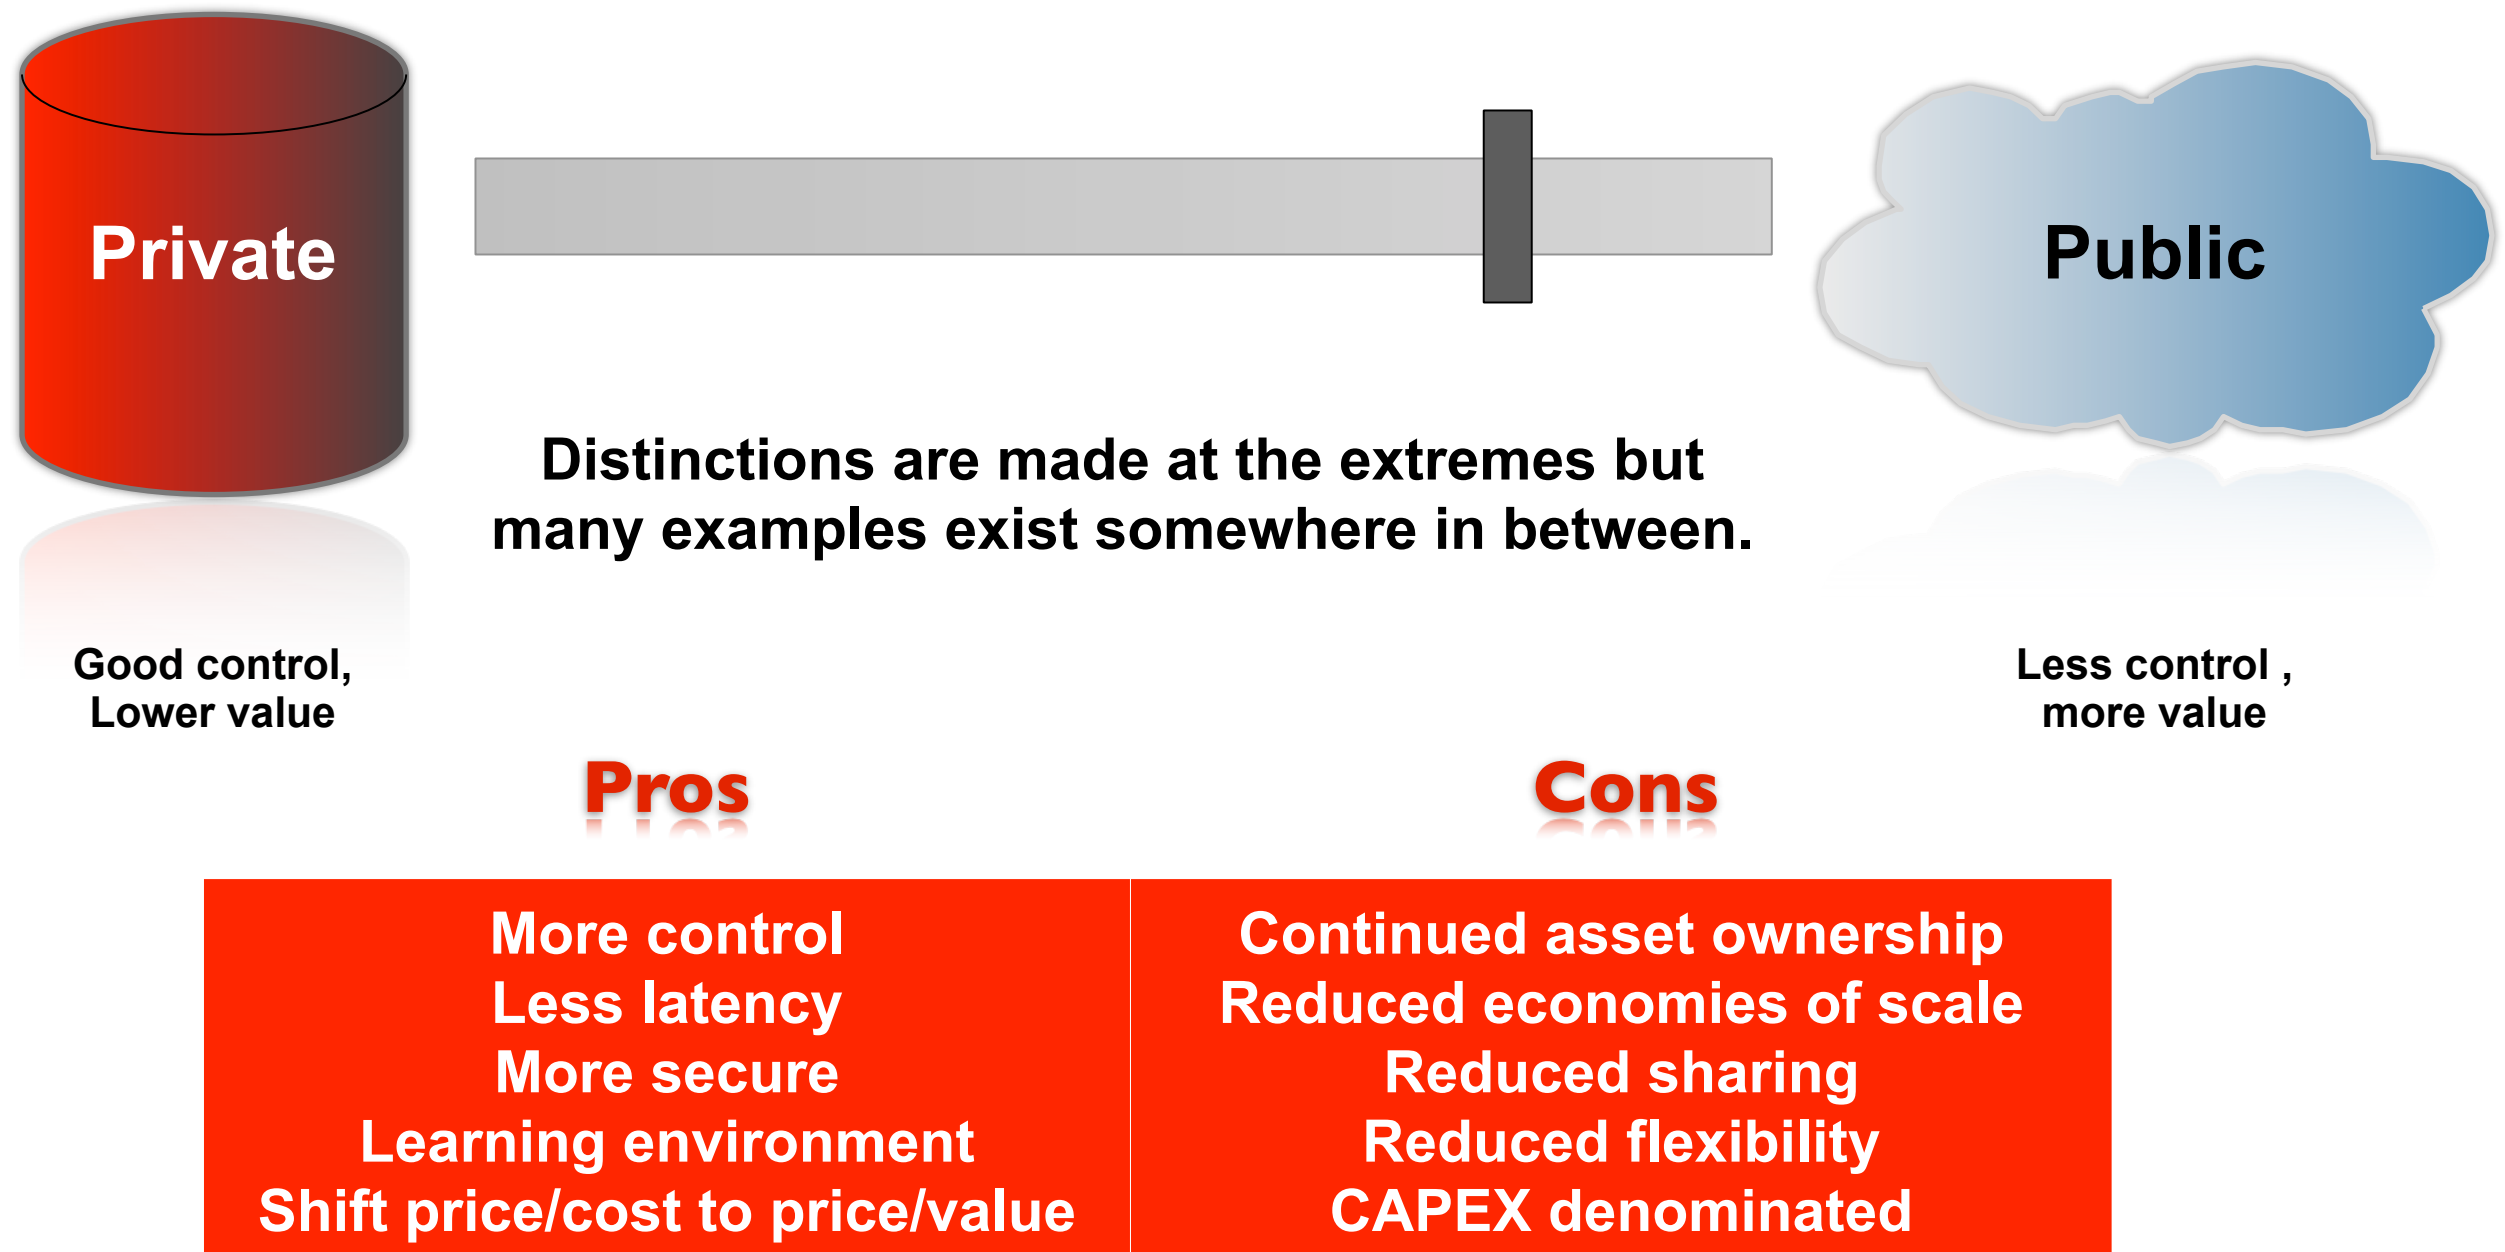 Private
Public
Distinctions are made at the extremes but
many examples exist somewhere in between.
Good control,
Lower value
Less control ,
more value
Pros
Cons
More control
Less latency
More secure
Learning environment
Shift price/cost to price/value
Continued asset ownership
Reduced economies of scale
Reduced sharing
Reduced flexibility
CAPEX denominated